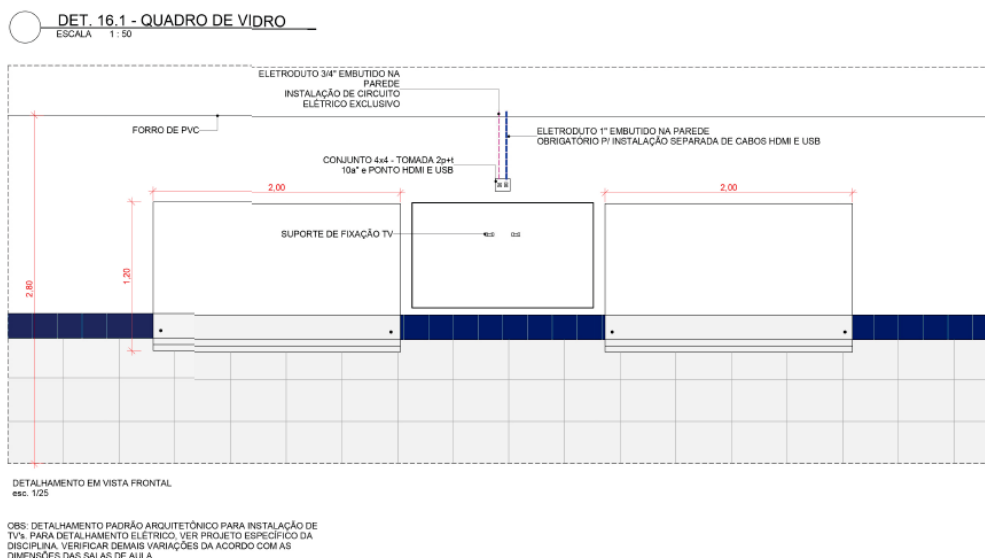 DET. 16.1 - QUADRO DE VIDRO
ESCALA 1 : 50
ELETRODUTO 3/4" EMBUTIDO NA
PAREDE
INSTALAÇÃO DE CIRCUITO
ELÉTRICO EXCLUSIVO
FORRO DE PVC
ELETRODUTO 1" EMBUTIDO NA PAREDE
OBRIGATÓRIO P/ INSTALAÇÃO SEPARADA DE CABOS HDMI E USB
CONJUNTO 4x4 - TOMADA 2p+t
10a" e PONTO HDMI E USB
2,00
2,00
SUPORTE DE FIXAÇÃO TV
1,20
2,80
DETALHAMENTO EM VISTA FRONTAL
esc. 1/25
OBS: DETALHAMENTO PADRÃO ARQUITETÔNICO PARA INSTALAÇÃO DE
TV's. PARA DETALHAMENTO ELÉTRICO, VER PROJETO ESPECÍFICO DA
DISCIPLINA. VERIFICAR DEMAIS VARIAÇÕES DA ACORDO COM AS
DIMENSÕES DAS SALAS DE AULA